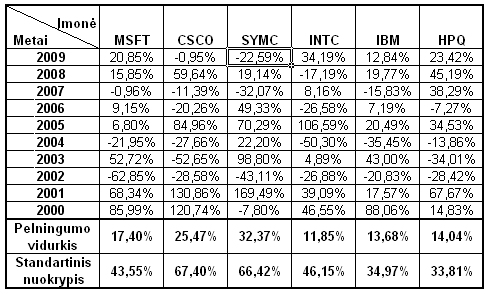 Įmonė
Metai MSFT CSCO SYMC INTC IBM HPQ
2009 20,85% -0,95% -22,59% 34,19% 12,84% 23,42%
2008 15,85% 59,64% 19,14% -17,19% 19,77% 45,19%
2007 -0,96% -11,39% -32,07% 8,16% -15,83% 38,29%
2006 9,15% -20,26% 49,33% -26,58% 7,19% -7,27%
2005 6,80% 84,96% 70,29% 106,59% 20,49% 34,53%
2004 -21,95% -27,66% 22,20% -50,30% -35,45% -13,86%
2003 52,72% -52,65% 98,80% 4,89% 43,00% -34,01%
2002 -62,85% -28,58% -43,11% -26,88% -20,83% -28,42%
2001 68,34% 130,86% 169,49% 39,09% 17,57% 67,67%
2000 85,99% 120,74% -7,80% 46,55% 88,06% 14,83%
Pelningumo
vidurkis 17,40% 25,47% 32,37% 11,85% 13,68% 14,04%
Standartinis
nuokrypis 43,55% 67,40% 66,42% 46,15% 34,97% 33,81%